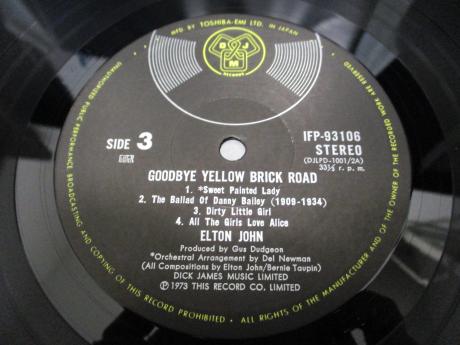 MFD BY TOSHIBA-EMI LTD. IN JAPAN
DJM
RECORDS
SIDE 3
IFP-93106
STEREO
(DJLPD-1001/2A)
33⅓ r. p. m.
GOODBYE YELLOW BRICK ROAD
1. *Sweet Painted Lady
2. The Ballad Of Danny Bailey (1909-1934)
3. Dirty Little Girl
4. All The Girls Love Alice
ELTON JOHN
Produced by Gus Dudgeon
*Orchestral Arrangement by Del Newman
(All Compositions by Elton John/Bernie Taupin)
DICK JAMES MUSIC LIMITED
Ⓟ 1973 THIS RECORD CO. LIMITED
UNAUTHORISED PUBLIC PERFORMANCE BROADCASTING AND COPYING OF THIS RECORD PROHIBITED · ALL RIGHTS OF THE MANUFACTURER AND OF THE OWNER OF THE RECORDED WORK ARE RESERVED